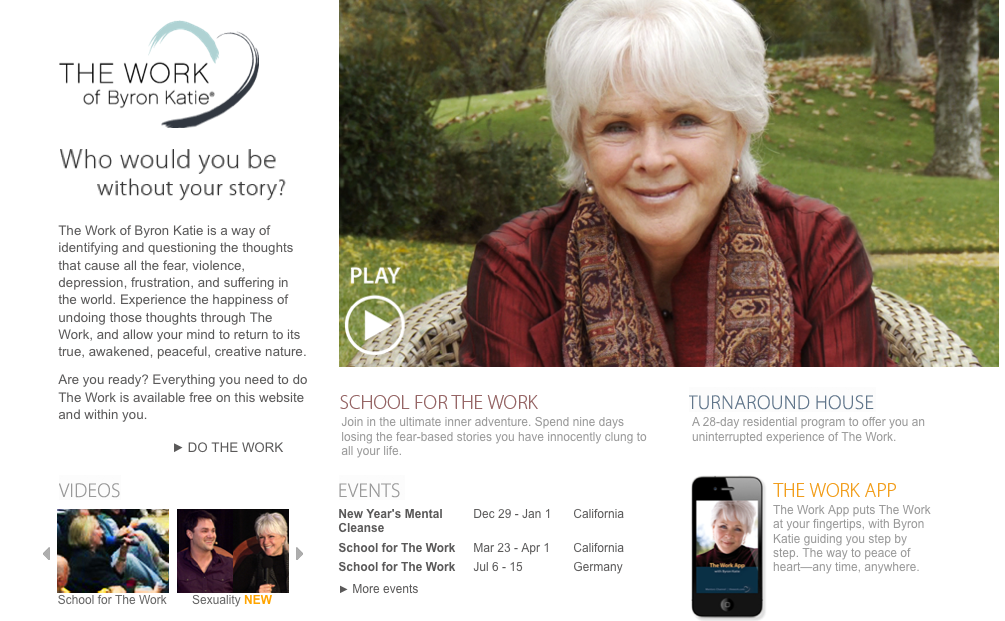 THE WORK
of Byron Katie®
Who would you be
without your story?
The Work of Byron Katie is a way of
identifying and questioning the thoughts
that cause all the fear, violence,
depression, frustration, and suffering in
the world. Experience the happiness of
undoing those thoughts through The
Work, and allow your mind to return to its
true, awakened, peaceful, creative nature.
Are you ready? Everything you need to do
The Work is available free on this website
and within you.
► DO THE WORK
PLAY
SCHOOL FOR THE WORK
Join in the ultimate inner adventure. Spend nine days
losing the fear-based stories you have innocently clung to
all your life.
TURNAROUND HOUSE
A 28-day residential program to offer you an
uninterrupted experience of The Work.
VIDEOS
School for The Work
Sexuality NEW
EVENTS
New Year's Mental Dec 29 - Jan 1 California
Cleanse
School for The Work Mar 23 - Apr 1 California
School for The Work Jul 6 - 15 Germany
► More events
The Work App
with Byron Katie
THE WORK APP
The Work App puts The Work
at your fingertips, with Byron
Katie guiding you step by
step. The way to peace of
heart—any time, anywhere.